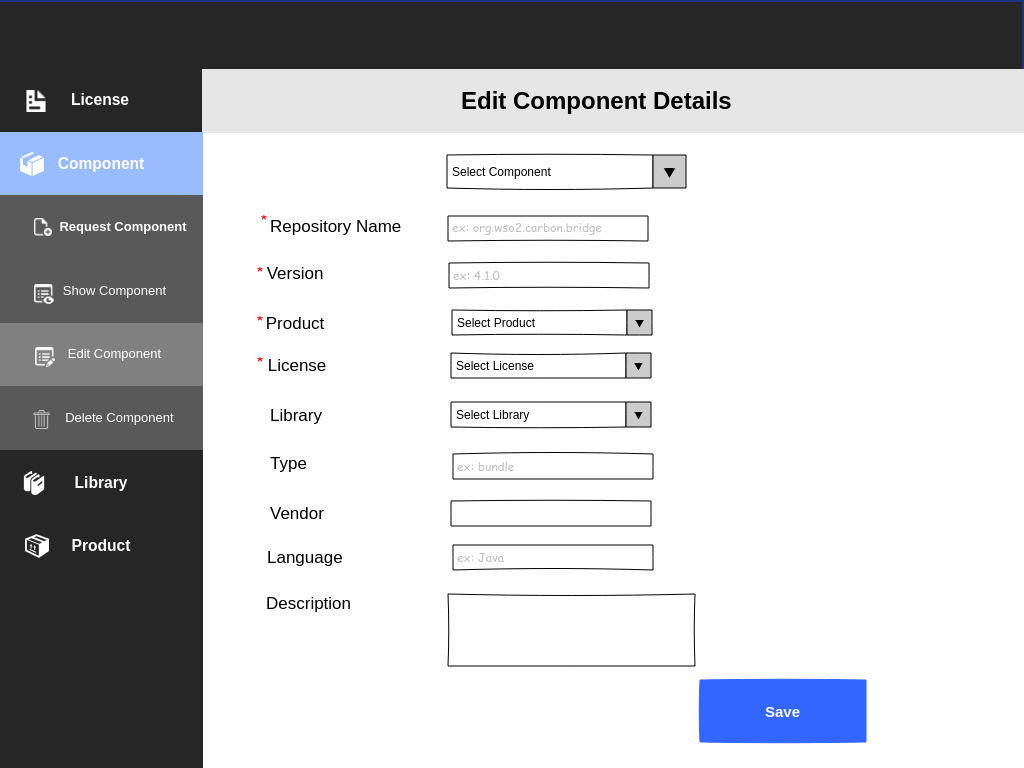 License
Component
Request Component
Show Component
Edit Component
Delete Component
Library
Product
Edit Component Details
Select Component
* Repository Name ex: org.wso2.carbon.bridge
* Version ex: 4.1.0
* Product Select Product
* License Select License
Library Select Library
Type ex: bundle
Vendor
Language ex: Java
Description
Save